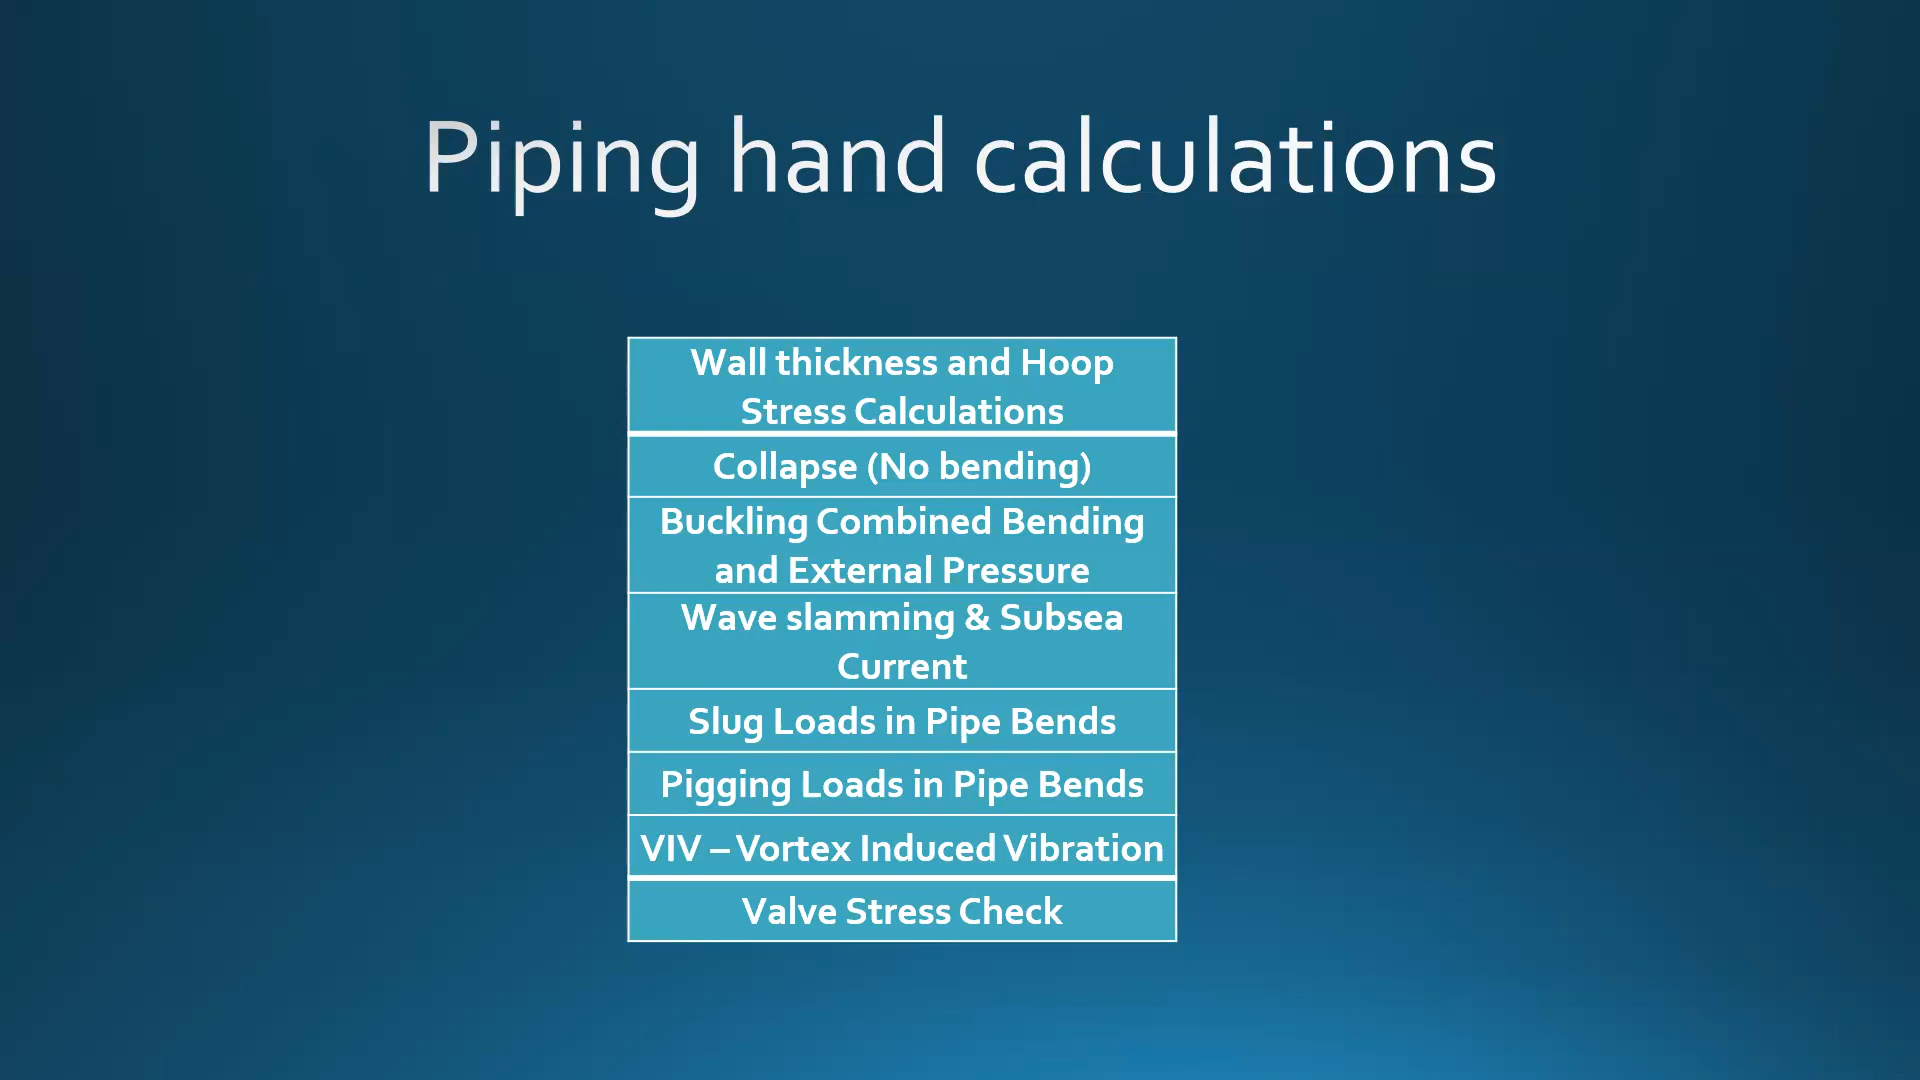 Piping hand calculations
Wall thickness and Hoop
Stress Calculations
Collapse (No bending)
Buckling Combined Bending
and External Pressure
Wave slamming & Subsea
Current
Slug Loads in Pipe Bends
Pigging Loads in Pipe Bends
VIV – Vortex Induced Vibration
Valve Stress Check